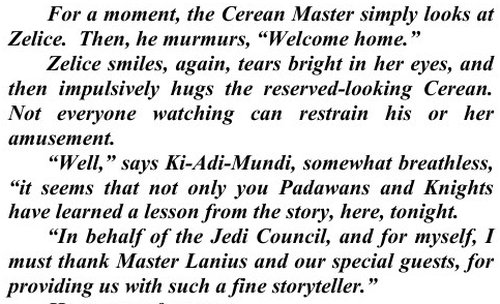 For a moment, the Cerean Master simply looks at
Zelice. Then, he murmurs, “Welcome home.”
Zelice smiles, again, tears bright in her eyes, and
then impulsively hugs the reserved-looking Cerean.
Not everyone watching can restrain his or her
amusement.
“Well,” says Ki-Adi-Mundi, somewhat breathless,
“it seems that not only you Padawans and Knights
have learned a lesson from the story, here, tonight.
“In behalf of the Jedi Council, and for myself, I
must thank Master Lanius and our special guests, for
providing us with such a fine storyteller.”